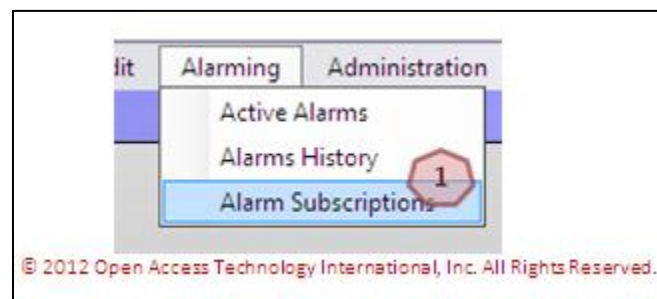 dit Alarming Administration
Active Alarms
Alarms History
1
Alarm Subscriptions
© 2012 Open Access Technology International, Inc. All Rights Reserved.